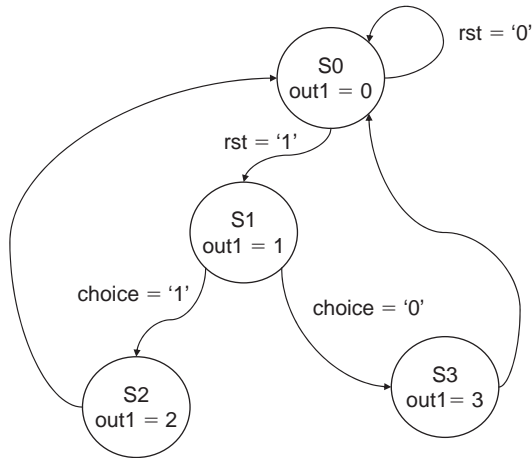 S0
out1 = 0
rst = ‘0’
rst = ‘1’
S1
out1 = 1
choice = ‘1’
choice = ‘0’
S2
out1 = 2
S3
out1= 3